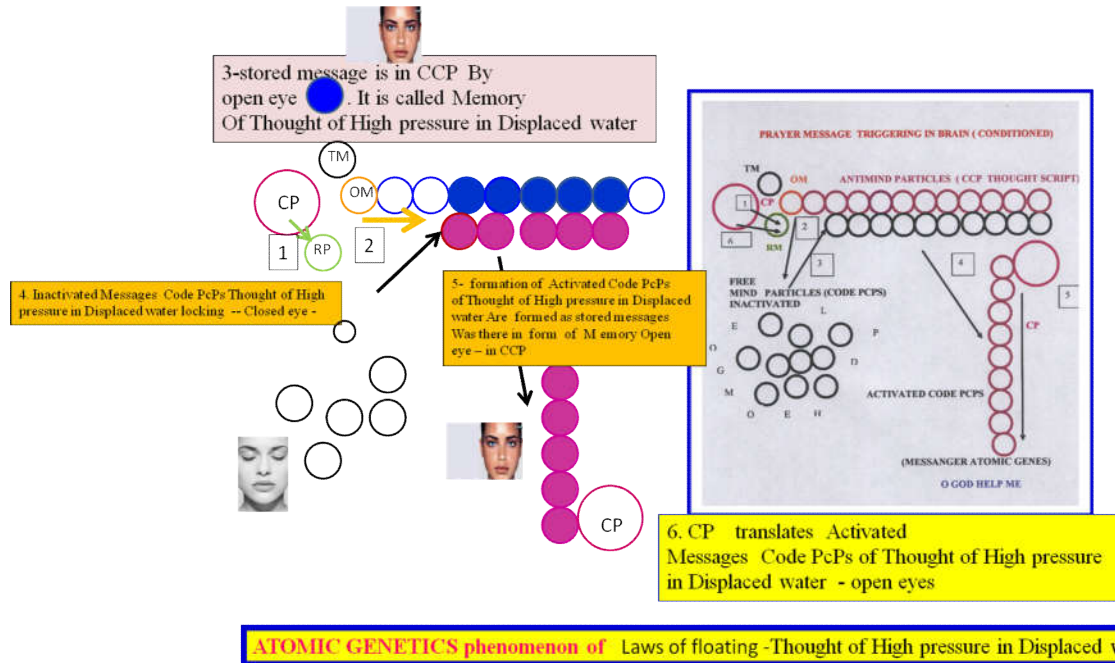 3-stored message is in CCP By
open eye . It is called Memory
Of Thought of High pressure in Displaced water
TM
CP
OM
1
RP
2
4. Inactivated Messages Code PcPs Thought of High
pressure in Displaced water locking -- Closed eye -
5- formation of Activated Code PCPs
of Thought of High pressure in Displaced
water Are formed as stored messages
Was there in form of M emory Open
eye – in CCP
CP
PRAYER MESSAGE TRIGGERING IN BRAIN ( CONDITIONED)
TM
OM
ANTIMIND PARTICLES ( CCP THOUGHT SCRIPT)
1
CP
6
RM
2
3
4
5
FREE
MIND PARTICLES (CODE PCPS)
INACTIVATED
L
E
P
O
D
G
M
O
E
H
CP
ACTIVATED CODE PCPS
(MESSANGER ATOMIC GENES)
O GOD HELP ME
6. CP translates Activated
Messages Code PcPs of Thought of High pressure
in Displaced water - open eyes
ATOMIC GENETICS phenomenon of Laws of floating -Thought of High pressure in Displaced